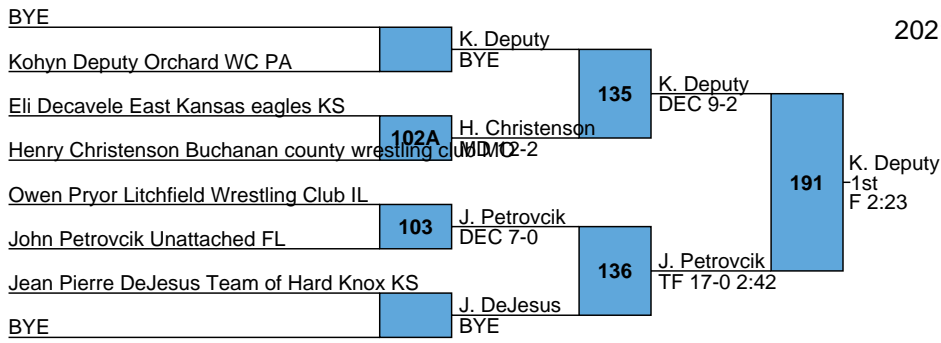 BYE
202
K. Deputy
BYE
Kohyn Deputy Orchard WC PA
135
K. Deputy
DEC 9-2
Eli Decavele East Kansas eagles KS
102A
H. Christenson
MD 12-2
Henry Christenson Buchanan county wrestling club MO
191
K. Deputy
1st
F 2:23
Owen Pryor Litchfield Wrestling Club IL
103
J. Petrovcik
DEC 7-0
John Petrovcik Unattached FL
136
J. Petrovcik
TF 17-0 2:42
Jean Pierre DeJesus Team of Hard Knox KS
J. DeJesus
BYE
BYE